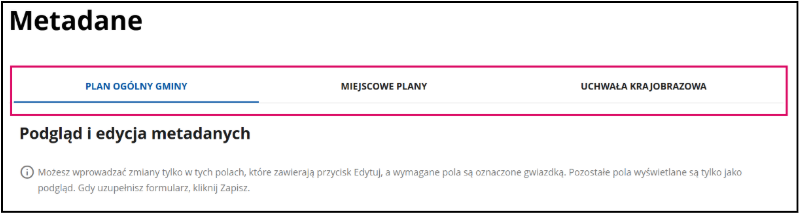 Metadane
PLAN OGÓLNY GMINY MIEJSCOWE PLANY UCHWAŁA KRAJOBRAZOWA
Podgląd i edycja metadanych
Możesz wprowadzać zmiany tylko w tych polach, które zawierają przycisk Edytuj, a wymagane pola są oznaczone gwiazdką. Pozostałe pola wyświetlane są tylko jako
podgląd. Gdy uzupełnisz formularz, kliknij Zapisz.